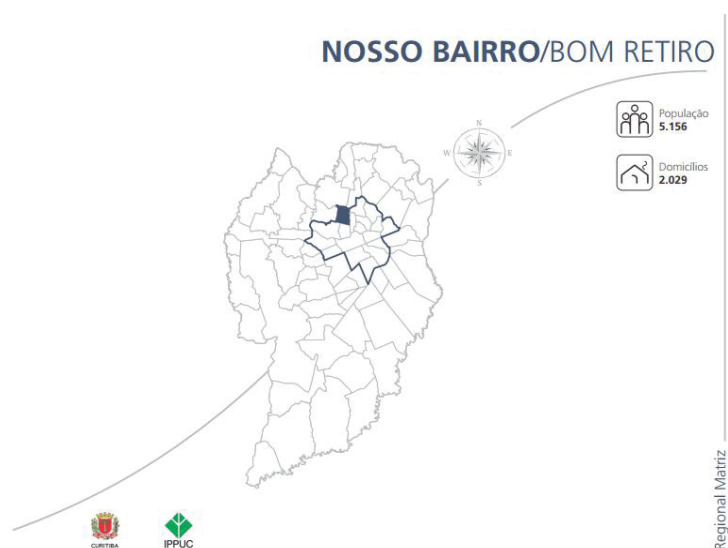 NOSSO BAIRRO/BOM RETIRO
População
5.156
Domicílios
2.029
N
W
E
S
Regional Matriz
CURITIBA
IPPUC